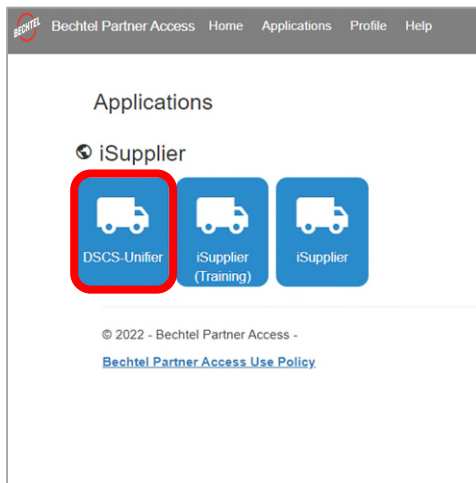 BECHTEL Bechtel Partner Access Home Applications Profile Help
Applications
iSupplier
DSCS-Unifier
iSupplier
(Training)
iSupplier
© 2022 - Bechtel Partner Access -
Bechtel Partner Access Use Policy